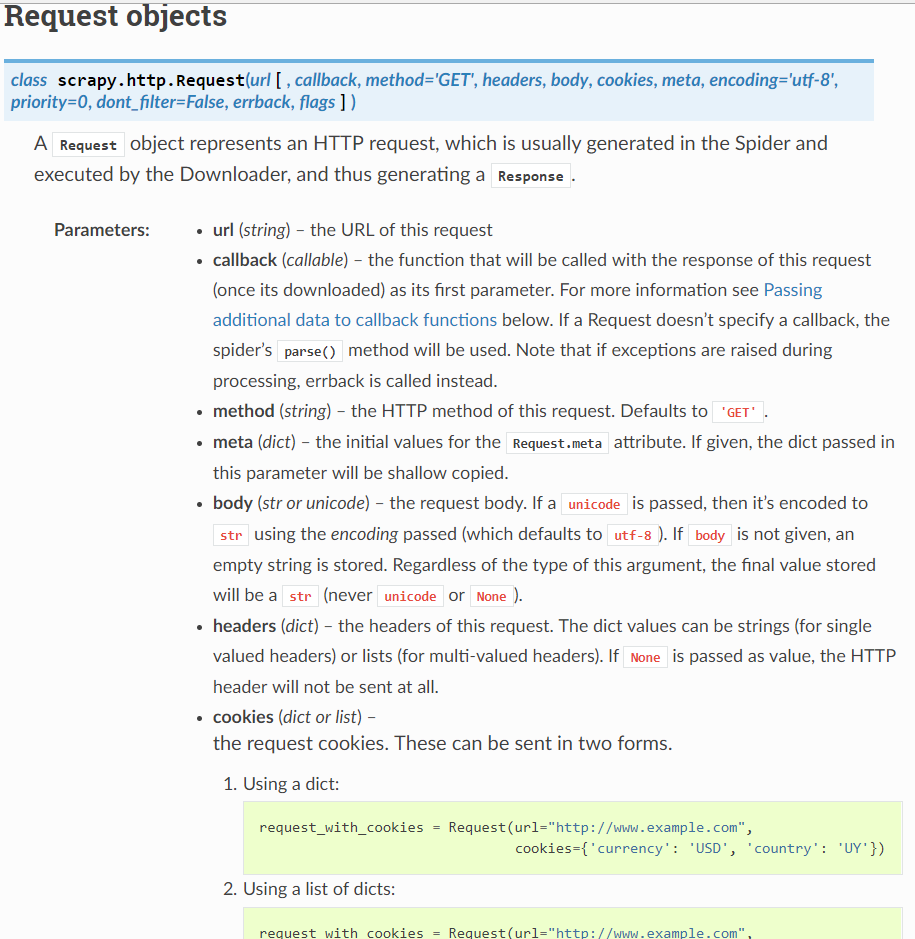 Request objects
class scrapy.http.Request(url [ , callback, method='GET', headers, body, cookies, meta, encoding='utf-8',
priority=0, dont_filter=False, errback, flags ] )
A Request object represents an HTTP request, which is usually generated in the Spider and
executed by the Downloader, and thus generating a Response.
Parameters:
• url (string) – the URL of this request
• callback (callable) – the function that will be called with the response of this request
(once its downloaded) as its first parameter. For more information see Passing
additional data to callback functions below. If a Request doesn’t specify a callback, the
spider’s parse() method will be used. Note that if exceptions are raised during
processing, errback is called instead.
• method (string) – the HTTP method of this request. Defaults to 'GET'.
• meta (dict) – the initial values for the Request.meta attribute. If given, the dict passed in
this parameter will be shallow copied.
• body (str or unicode) – the request body. If a unicode is passed, then it’s encoded to
str using the encoding passed (which defaults to utf-8). If body is not given, an
empty string is stored. Regardless of the type of this argument, the final value stored
will be a str (never unicode or None).
• headers (dict) – the headers of this request. The dict values can be strings (for single
valued headers) or lists (for multi-valued headers). If None is passed as value, the HTTP
header will not be sent at all.
• cookies (dict or list) –
the request cookies. These can be sent in two forms.
1. Using a dict:
request_with_cookies = Request(url="http://www.example.com",
cookies={'currency': 'USD', 'country': 'UY'})
2. Using a list of dicts:
request_with_cookies = Request(url="http://www.example.com",